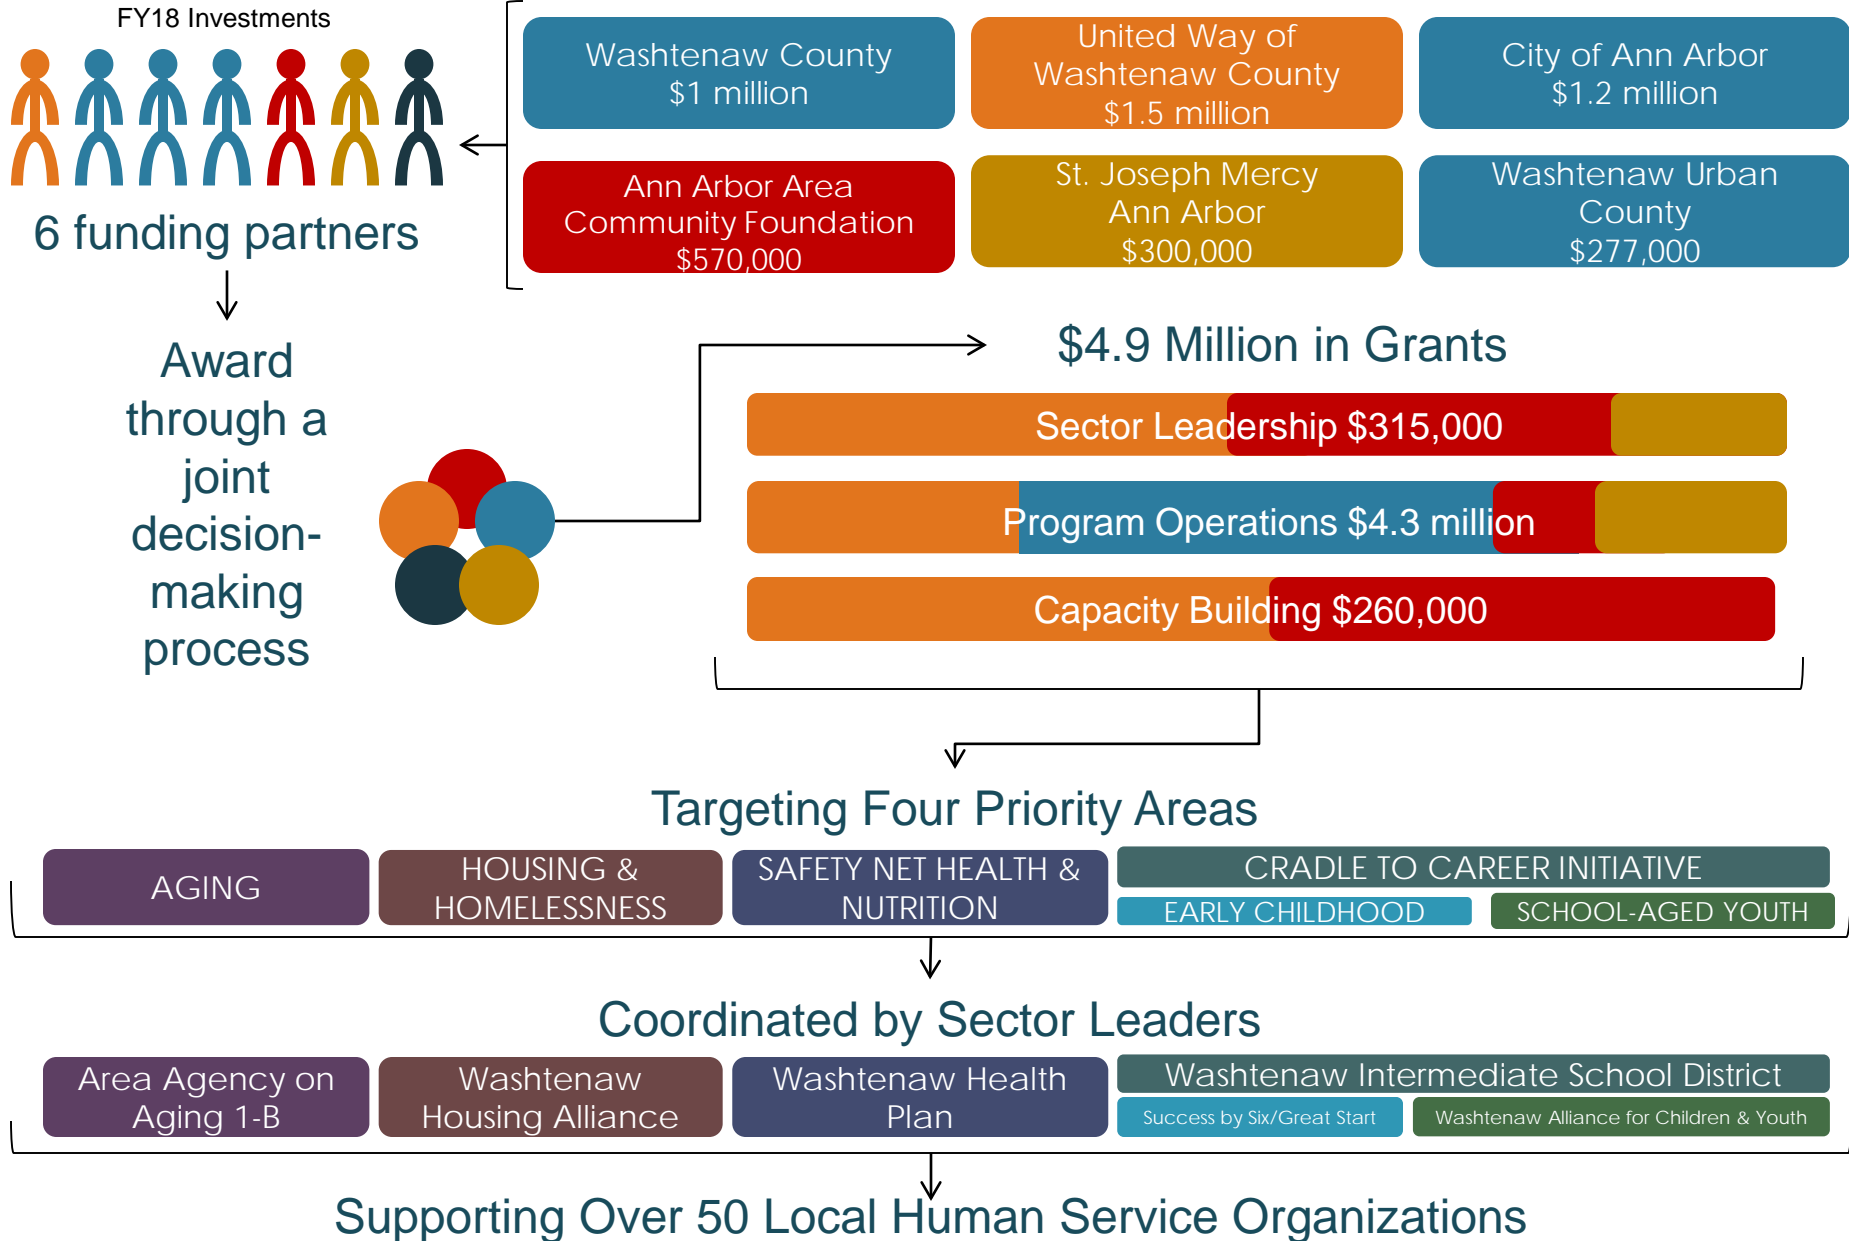 FY18 Investments
Washtenaw County
$1 million
United Way of
Washtenaw County
$1.5 million
City of Ann Arbor
$1.2 million
Ann Arbor Area
Community Foundation
$570,000
St. Joseph Mercy
Ann Arbor
$300,000
Washtenaw Urban
County
$277,000
6 funding partners
Award
through a
joint
decision-
making
process
$4.9 Million in Grants
Sector Leadership $315,000
Program Operations $4.3 million
Capacity Building $260,000
Targeting Four Priority Areas
AGING
HOUSING &
HOMELESSNESS
SAFETY NET HEALTH &
NUTRITION
CRADLE TO CAREER INITIATIVE
EARLY CHILDHOOD
SCHOOL-AGED YOUTH
Coordinated by Sector Leaders
Area Agency on
Aging 1-B
Washtenaw
Housing Alliance
Washtenaw Health
Plan
Washtenaw Intermediate School District
Success by Six/Great Start
Washtenaw Alliance for Children & Youth
Supporting Over 50 Local Human Service Organizations